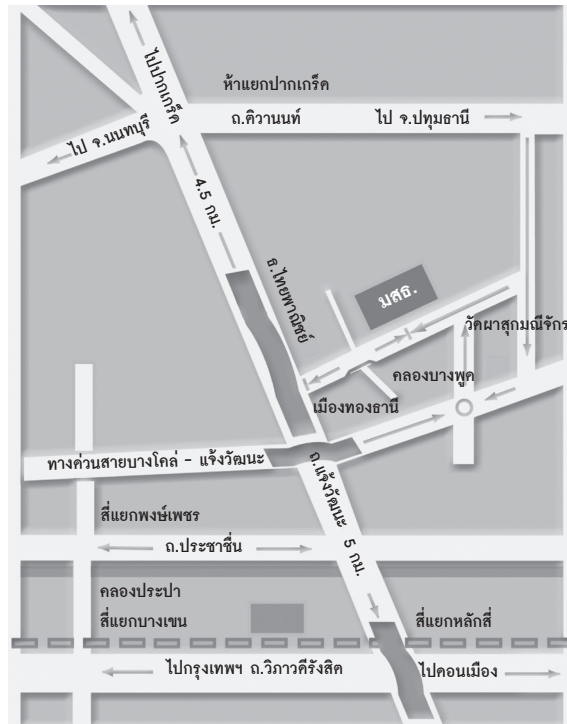 ไปปากเกร็ด
ห้าแยกปากเกร็ด
ไป จ.นนทบุรี
ถ.ติวานนท์
ไป จ.ปทุมธานี
4.5 กม.
ธ.ไทยพาณิชย์
มสธ.
วัดผาสุกมณีจักร
คลองบางพูด
เมืองทองธานี
ทางด่วนสายบางโคล่ - แจ้งวัฒนะ
ถ.แจ้งวัฒนะ 5 กม.
สี่แยกพงษ์เพชร
ถ.ประชาชื่น
คลองประปา
สี่แยกบางเขน
สี่แยกหลักสี่
ไปกรุงเทพฯ ถ.วิภาวดีรังสิต
ไปดอนเมือง